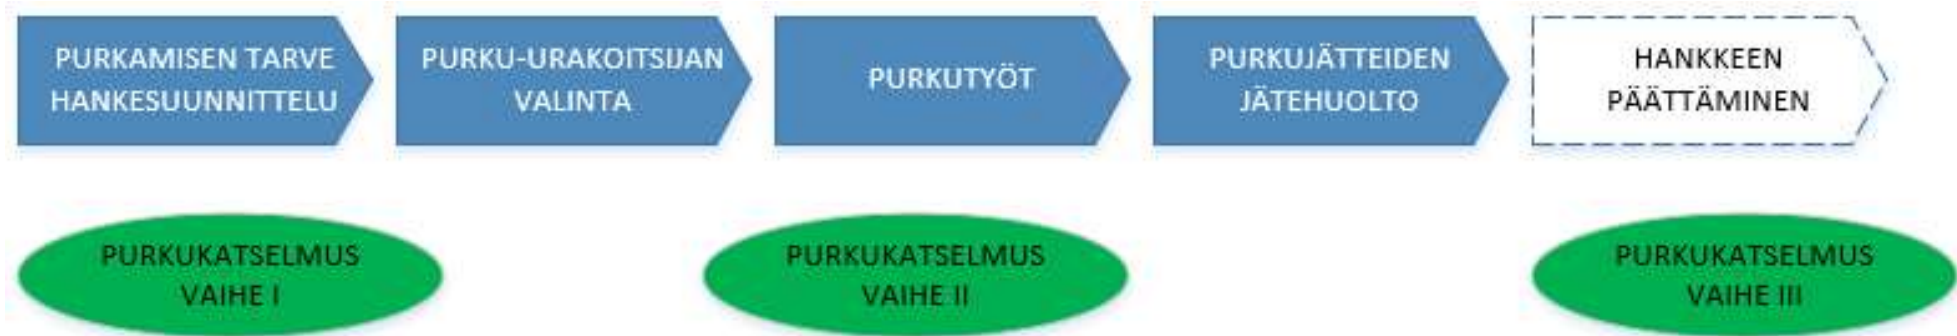 PURKAMISEN TARVE
HANKESUUNNITTELU
PURKU-URAKOITSIJAN
VALINTA
PURKUTYÖT
PURKUJÄTTEIDEN
JÄTEHUOLTO
HANKKEEN
PÄÄTTÄMINEN
PURKUKATSELMUS
VAIHE I
PURKUKATSELMUS
VAIHE II
PURKUKATSELMUS
VAIHE III